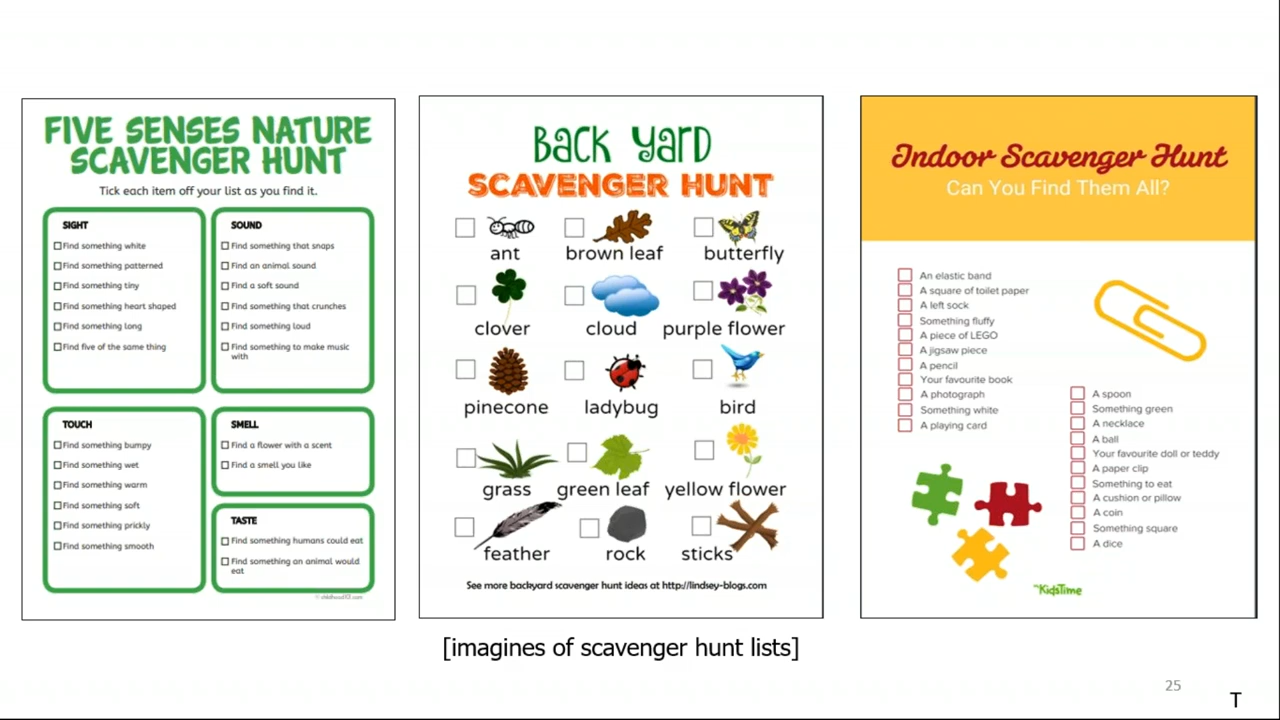 FIVE SENSES NATURE
SCAVENGER HUNT
Tick each item off your list as you find it.
SIGHT
Find something white
Find something patterned
Find something tiny
Find something heart shaped
Find something long
Find five of the same thing
SOUND
Find something that snaps
Find an animal sound
Find a soft sound
Find something that crunches
Find something loud
Find something to make music
with
TOUCH
Find something bumpy
Find something wet
Find something warm
Find something soft
Find something prickly
Find something smooth
SMELL
Find a flower with a scent
Find a smell you like
TASTE
Find something humans could eat
Find something an animal would
eat
© childhood101.com
Back Yard
SCAVENGER HUNT
ant
brown leaf
butterfly
clover
cloud
purple flower
pinecone
ladybug
bird
grass
green leaf
yellow flower
feather
rock
sticks
See more backyard scavenger hunt ideas at http://lindsey-blogs.com
Indoor Scavenger Hunt
Can You Find Them All?
An elastic band
A square of toilet paper
A left sock
Something fluffy
A piece of LEGO
A jigsaw piece
A pencil
Your favourite book
A photograph
Something white
A playing card
A spoon
Something green
A necklace
A ball
Your favourite doll or teddy
A paper clip
Something to eat
A cushion or pillow
A coin
Something square
A dice
KidsTime
[imagines of scavenger hunt lists]
25
T